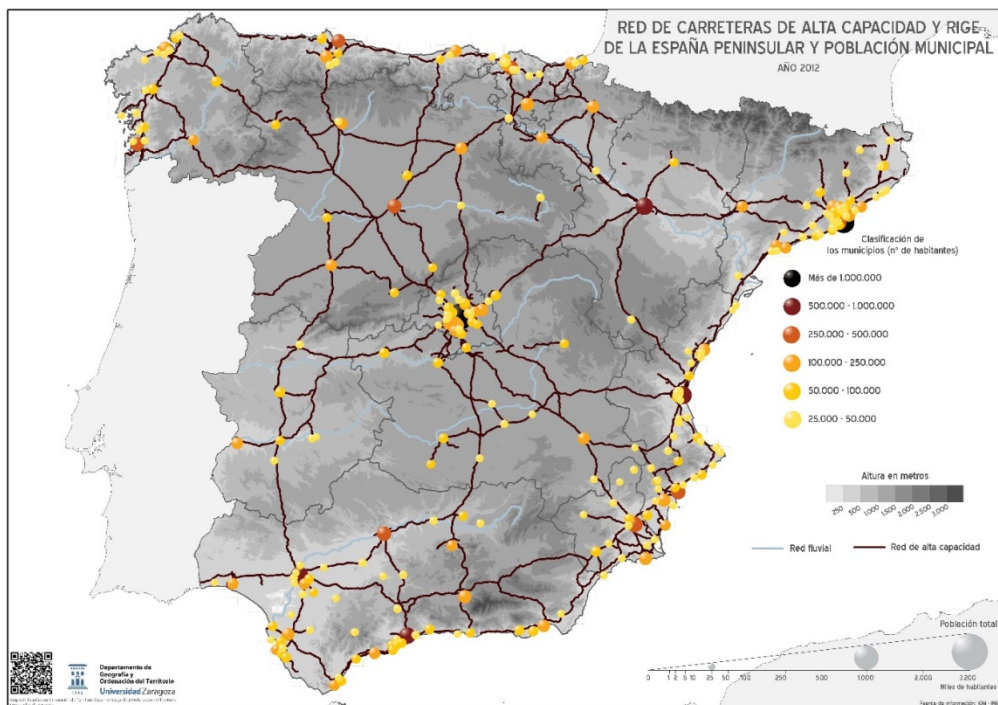 RED DE CARRETERAS DE ALTA CAPACIDAD Y RIGE
DE LA ESPAÑA PENINSULAR Y POBLACIÓN MUNICIPAL
AÑO 2012
Clasificación de
los municipios (nº de habitantes)
Más de 1.000.000
500.000 - 1.000.000
250.000 - 500.000
100.000 - 250.000
50.000 - 100.000
25.000 - 50.000
Altura en metros
250 500 1.000 1.500 2.000 2.500 3.000
Red fluvial Red de alta capacidad
Población total
0 1 2 5 10 25 50 100 250 500 1.000 2.000 3.200
Miles de habitantes
Fuente de información: IGN - INE
Departamento de
Geografía y
Ordenación del Territorio
Universidad Zaragoza